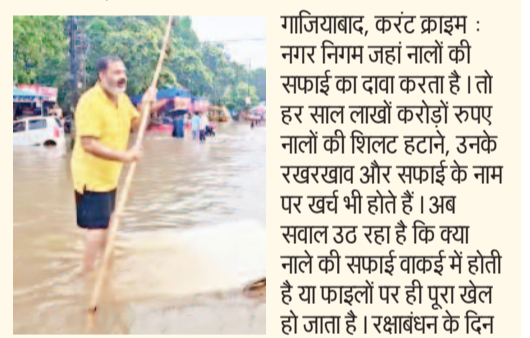 गाजियाबाद, करंट क्राइम :
नगर निगम जहां नालों की
सफाई का दावा करता है । तो
हर साल लाखों करोड़ों रुपए
नालों की शिलट हटाने, उनके
रखरखाव और सफाई के नाम
पर खर्च भी होते हैं । अब
सवाल उठ रहा है कि क्या
नाले की सफाई वाकई में होती
है या फाइलों पर ही पूरा खेल
हो जाता है । रक्षाबंधन के दिन